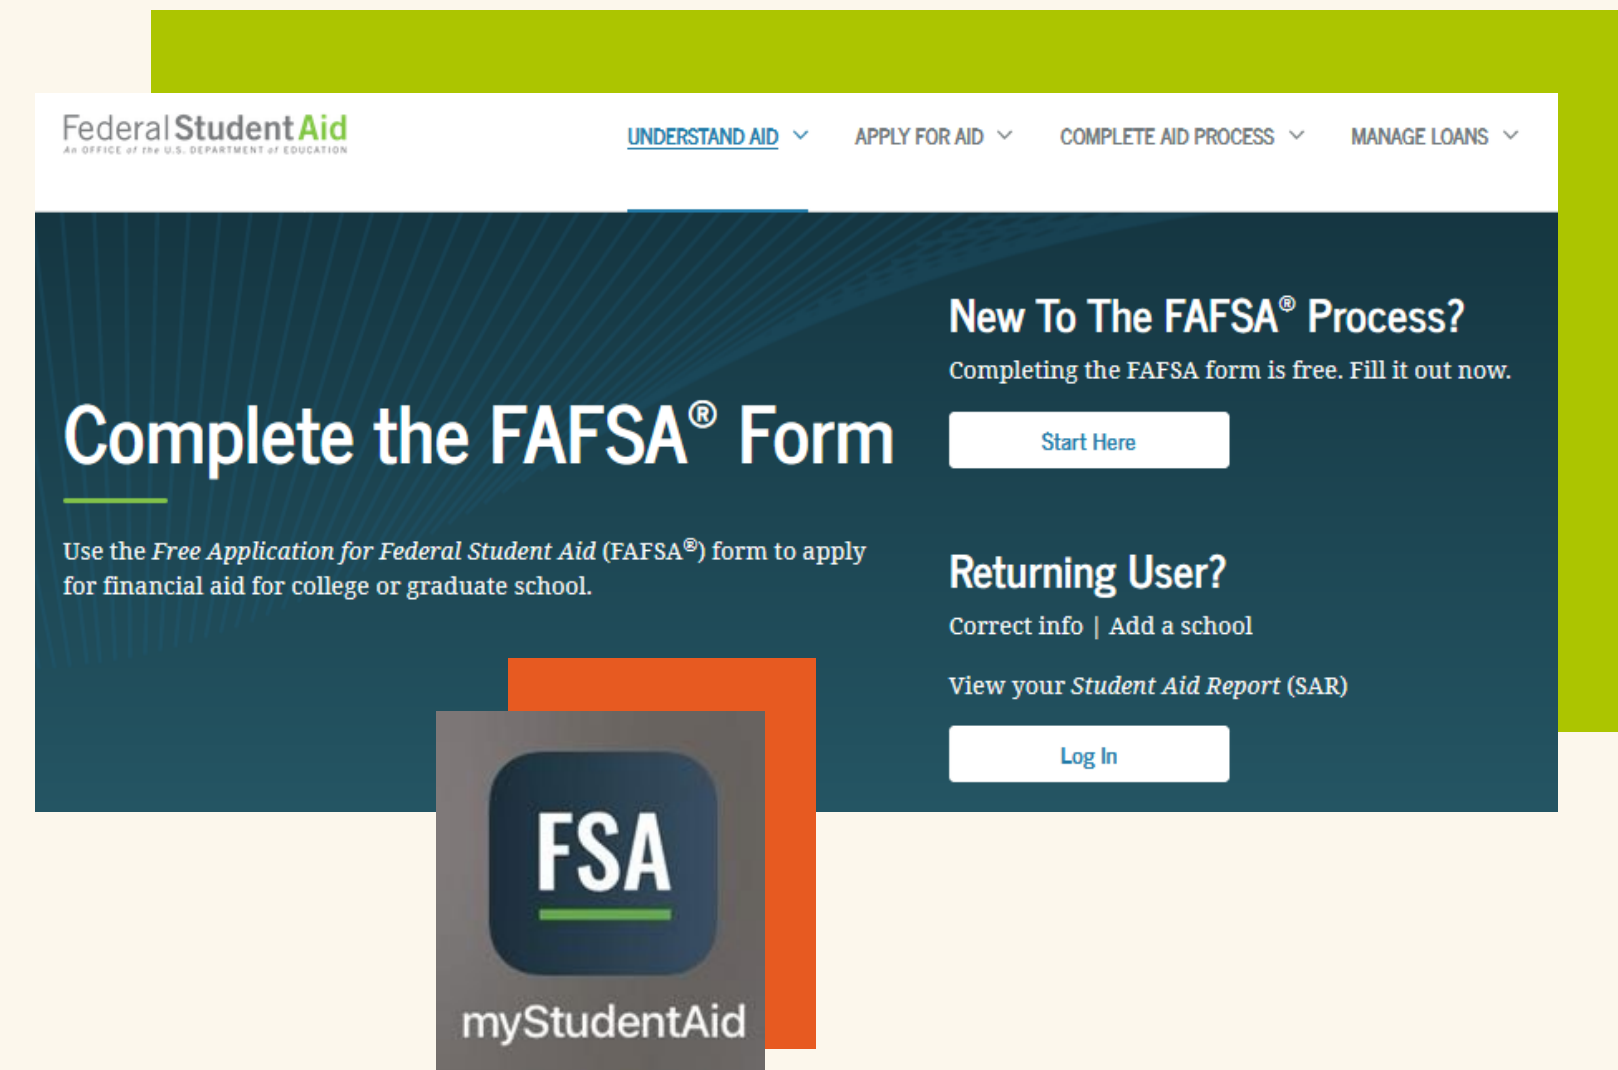 Federal Student Aid
An OFFICE of the U.S. DEPARTMENT of EDUCATION
UNDERSTAND AID
APPLY FOR AID
COMPLETE AID PROCESS
MANAGE LOANS
Complete the FAFSA® Form
Use the Free Application for Federal Student Aid (FAFSA®) form to apply
for financial aid for college or graduate school.
New To The FAFSA® Process?
Completing the FAFSA form is free. Fill it out now.
Start Here
Returning User?
Correct info | Add a school
View your Student Aid Report (SAR)
Log In
FSA
myStudentAid